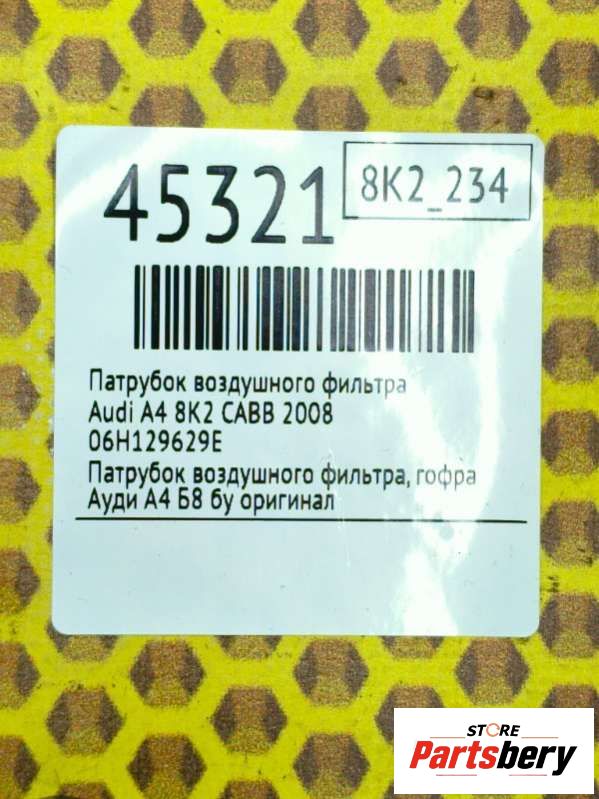 45321
8K2_234
Патрубок воздушного фильтра
Audi A4 8K2 CABB 2008
06H129629E
Патрубок воздушного фильтра, гофра
Ауди А4 Б8 бу оригинал
STORE
Partsbery